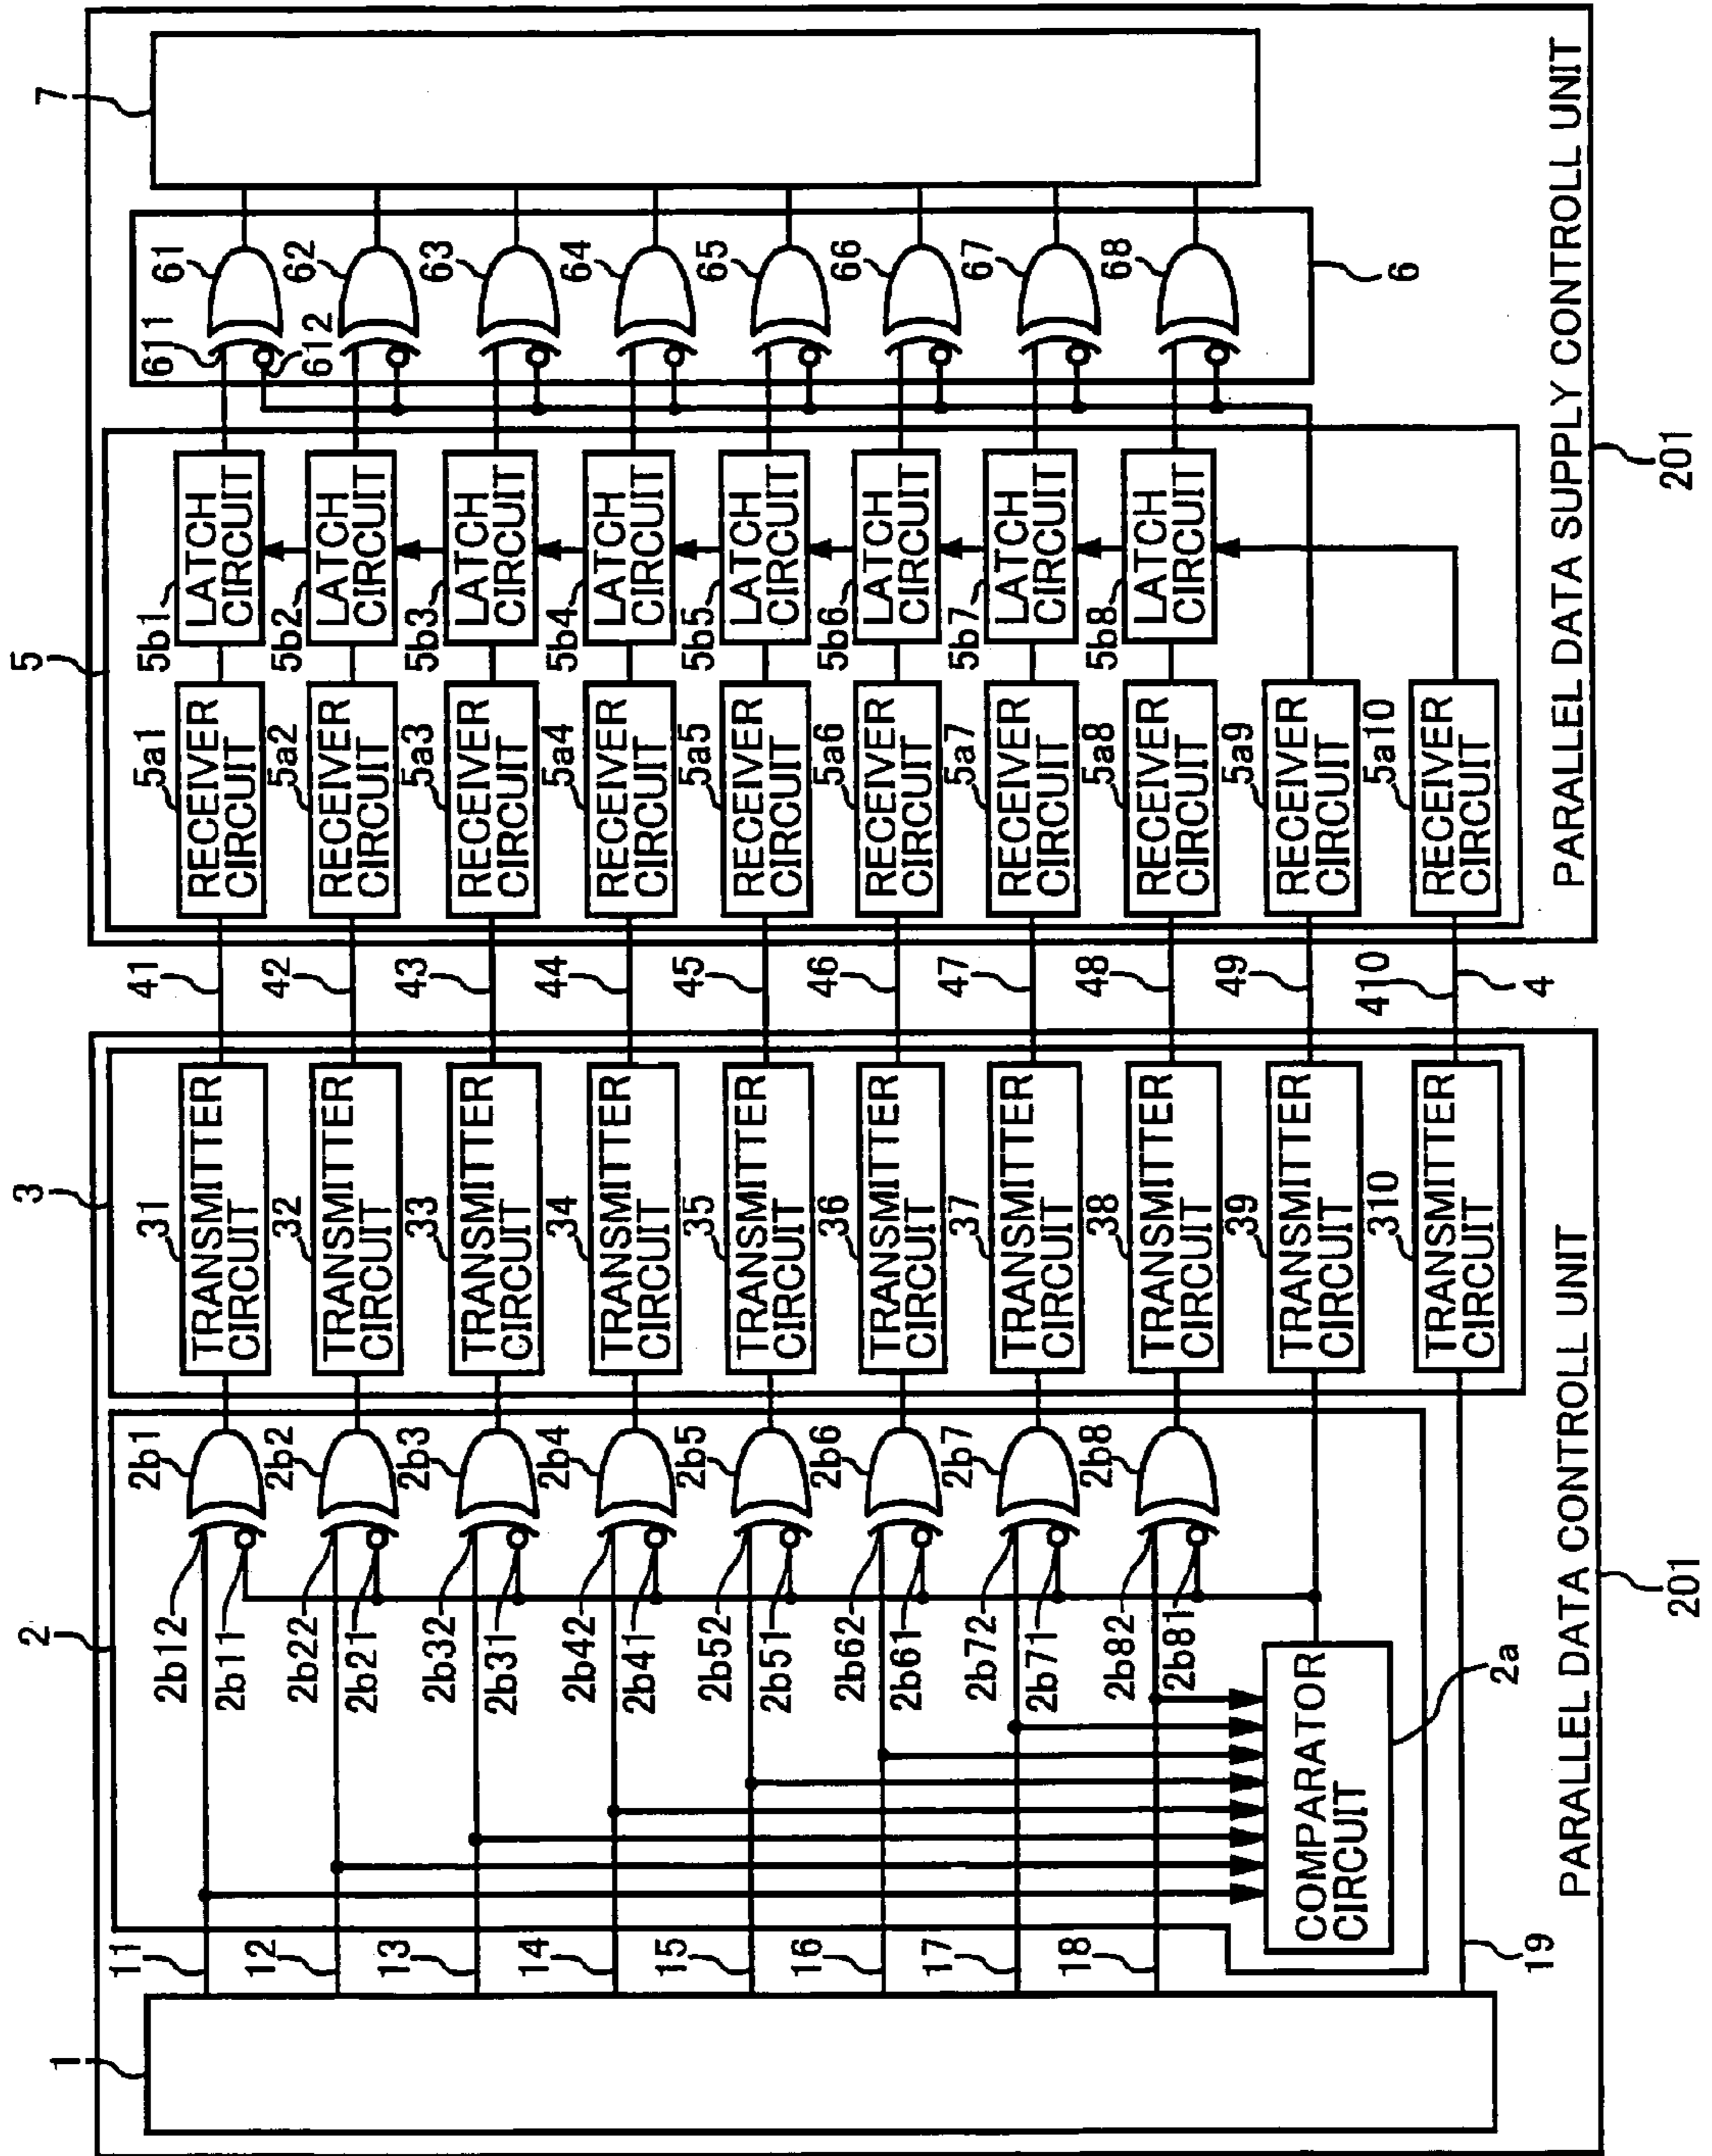 1
11
12
13
14
15
16
17
18
19
2
2b12
2b11
2b22
2b21
2b32
2b31
2b42
2b41
2b52
2b51
2b62
2b61
2b72
2b71
2b82
2b81
2b1
2b2
2b3
2b4
2b5
2b6
2b7
2b8
COMPARATOR
CIRCUIT
2a
3
31
TRANSMITTER
CIRCUIT
32
TRANSMITTER
CIRCUIT
33
TRANSMITTER
CIRCUIT
34
TRANSMITTER
CIRCUIT
35
TRANSMITTER
CIRCUIT
36
TRANSMITTER
CIRCUIT
37
TRANSMITTER
CIRCUIT
38
TRANSMITTER
CIRCUIT
39
TRANSMITTER
CIRCUIT
310
TRANSMITTER
CIRCUIT
PARALLEL DATA CONTROLL UNIT
201
41
42
43
44
45
46
47
48
49
410
4
5
5a1
RECEIVER
CIRCUIT
5a2
RECEIVER
CIRCUIT
5a3
RECEIVER
CIRCUIT
5a4
RECEIVER
CIRCUIT
5a5
RECEIVER
CIRCUIT
5a6
RECEIVER
CIRCUIT
5a7
RECEIVER
CIRCUIT
5a8
RECEIVER
CIRCUIT
5a9
RECEIVER
CIRCUIT
5a10
RECEIVER
CIRCUIT
5b1
LATCH
CIRCUIT
5b2
LATCH
CIRCUIT
5b3
LATCH
CIRCUIT
5b4
LATCH
CIRCUIT
5b5
LATCH
CIRCUIT
5b6
LATCH
CIRCUIT
5b7
LATCH
CIRCUIT
5b8
LATCH
CIRCUIT
611
612
61
62
63
64
65
66
67
68
6
7
PARALLEL DATA SUPPLY CONTROLL UNIT
201